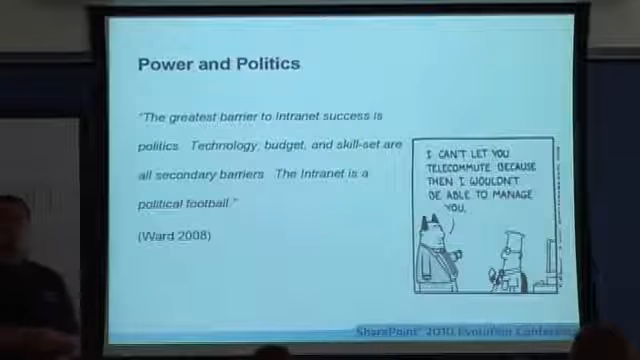 Power and Politics
"The greatest barrier to Intranet success is
politics. Technology, budget, and skill-set are
all secondary barriers. The Intranet is a
political football."
(Ward 2008)
I CAN'T LET YOU
TELECOMMUTE BECAUSE
THEN I WOULDN'T
BE ABLE TO MANAGE
YOU.
SharePoint 2010 Evolution Conference